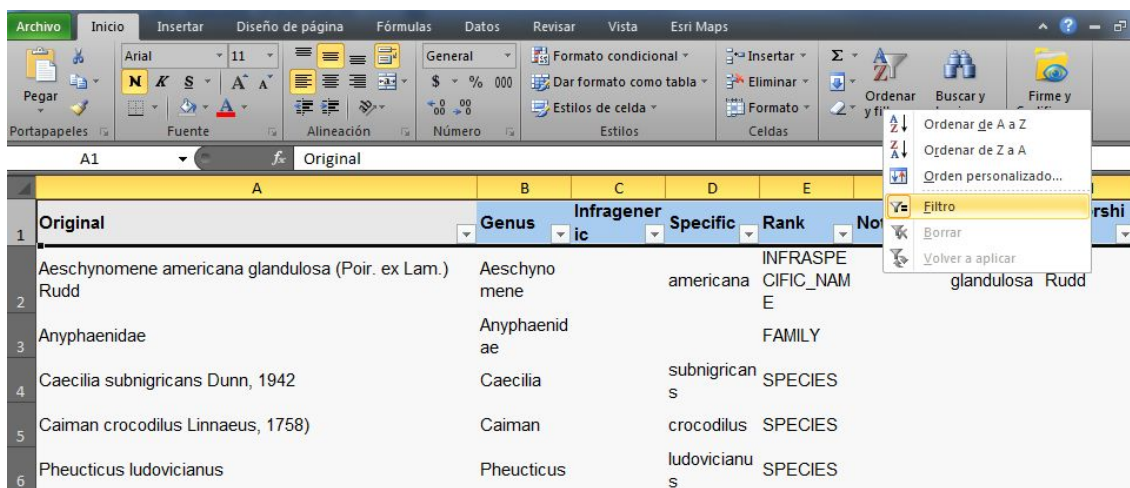 Archivo Inicio Insertar Diseño de página Fórmulas Datos Revisar Vista Esri Maps
Arial 11 General Formato condicional Insertar Σ
Pegar N K S A A $ % 000 Dar formato como tabla Eliminar Ordenar Buscar y Firme y
A Estilos de celda Formato
Portapapeles Fuente Alineación Número Estilos Celdas
Ordenar de A a Z
Ordenar de Z a A
Orden personalizado...
Filtro
Borrar
Volver a aplicar
A1 fx Original
A B C D E
1 Original Genus Infrageneric Specific Rank
2 Aeschynomene americana glandulosa (Poir. ex Lam.) Rudd Aeschynomene americana INFRASPECIFIC_NAME glandulosa Rudd
3 Anyphaenidae Anyphaenidae FAMILY
4 Caecilia subnigricans Dunn, 1942 Caecilia subnigricans SPECIES
5 Caiman crocodilus Linnaeus, 1758) Caiman crocodilus SPECIES
6 Pheucticus ludovicianus Pheucticus ludovicianus SPECIES